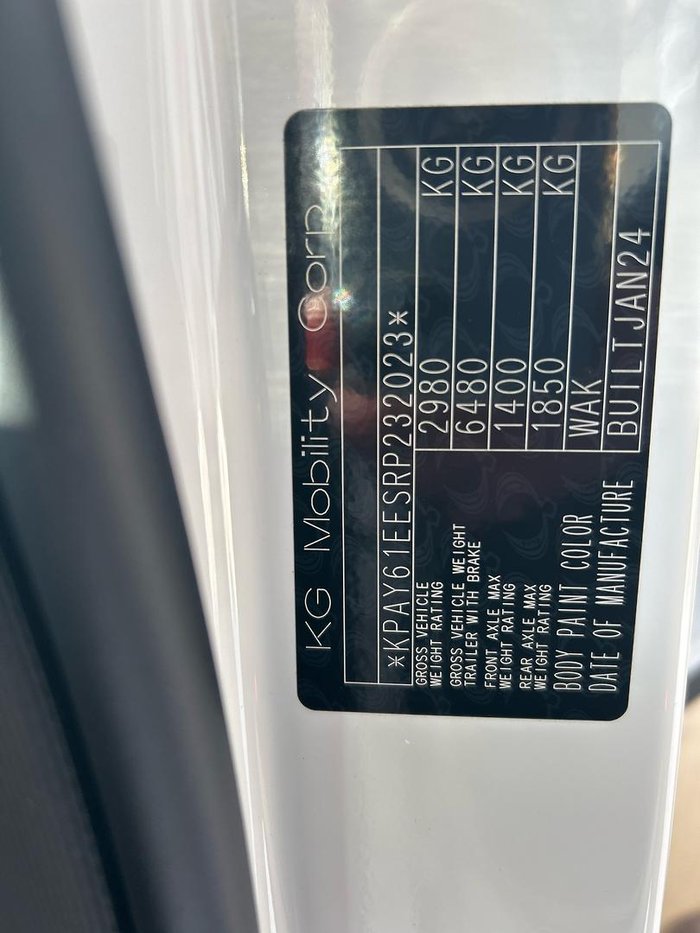 KG Mobility Corp
*KPAY61EESRP232023*
GROSS VEHICLE
WEIGHT RATING 2980 KG
GROSS VEHICLE WEIGHT
TRAILER WITH BRAKE 6480 KG
FRONT AXLE MAX
WEIGHT RATING 1400 KG
REAR AXLE MAX
WEIGHT RATING 1850 KG
BODY PAINT COLOR WAK
DATE OF MANUFACTURE BUILTJAN24